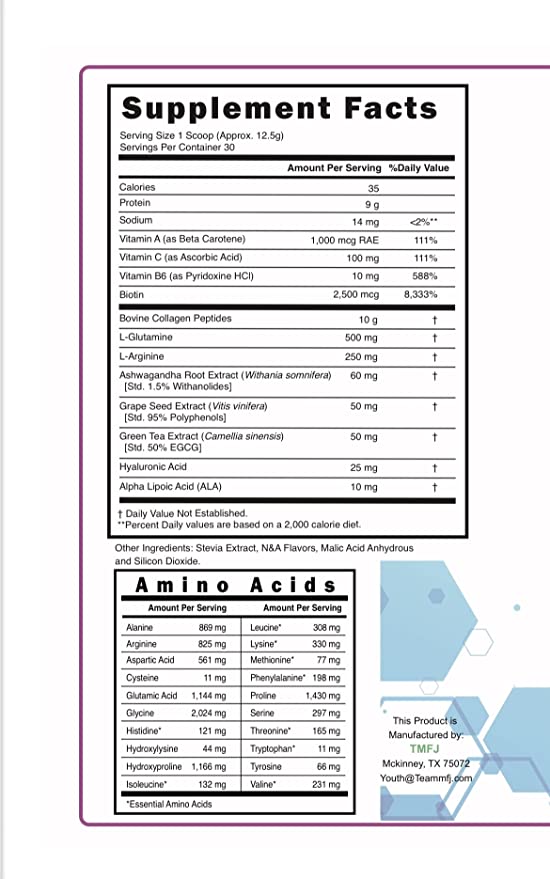 Supplement Facts
Serving Size 1 Scoop (Approx. 12.5g)
Servings Per Container 30
Amount Per Serving %Daily Value
Calories 35
Protein 9 g
Sodium 14 mg <2%**
Vitamin A (as Beta Carotene) 1,000 mcg RAE 111%
Vitamin C (as Ascorbic Acid) 100 mg 111%
Vitamin B6 (as Pyridoxine HCl) 10 mg 588%
Biotin 2,500 mcg 8,333%
Bovine Collagen Peptides 10 g †
L-Glutamine 500 mg †
L-Arginine 250 mg †
Ashwagandha Root Extract (Withania somnifera) 60 mg †
[Std. 1.5% Withanolides]
Grape Seed Extract (Vitis vinifera) 50 mg †
[Std. 95% Polyphenols]
Green Tea Extract (Camellia sinensis) 50 mg †
[Std. 50% EGCG]
Hyaluronic Acid 25 mg †
Alpha Lipoic Acid (ALA) 10 mg †
† Daily Value Not Established.
**Percent Daily values are based on a 2,000 calorie diet.
Other Ingredients: Stevia Extract, N&A Flavors, Malic Acid Anhydrous
and Silicon Dioxide.
Amino Acids
Amount Per Serving Amount Per Serving
Alanine 869 mg Leucine* 308 mg
Arginine 825 mg Lysine* 330 mg
Aspartic Acid 561 mg Methionine* 77 mg
Cysteine 11 mg Phenylalanine* 198 mg
Glutamic Acid 1,144 mg Proline 1,430 mg
Glycine 2,024 mg Serine 297 mg
Histidine* 121 mg Threonine* 165 mg
Hydroxylysine 44 mg Tryptophan* 11 mg
Hydroxyproline 1,166 mg Tyrosine 66 mg
Isoleucine* 132 mg Valine* 231 mg
*Essential Amino Acids
This Product is
Manufactured by:
TMFJ
Mckinney, TX 75072
Youth@Teammfj.com